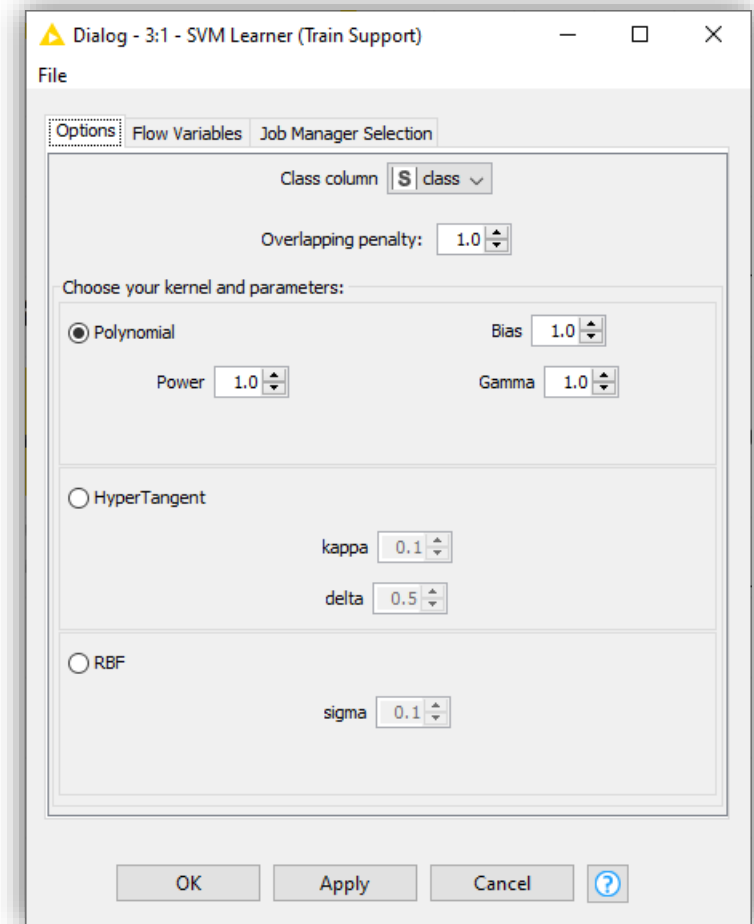 Dialog - 3:1 - SVM Learner (Train Support)
File
Options Flow Variables Job Manager Selection
Class column S class
Overlapping penalty: 1.0
Choose your kernel and parameters:
Polynomial Bias 1.0
Power 1.0 Gamma 1.0
HyperTangent
kappa 0.1
delta 0.5
RBF
sigma 0.1
OK Apply Cancel ?